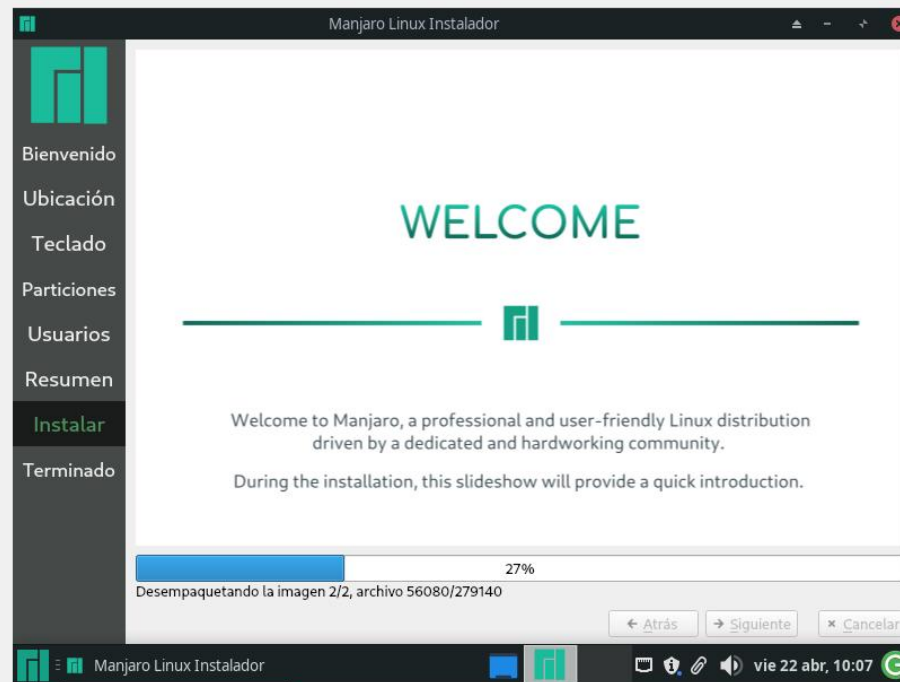 Manjaro Linux Instalador
Bienvenido
Ubicación
Teclado
Particiones
Usuarios
Resumen
Instalar
Terminado
WELCOME
Welcome to Manjaro, a professional and user-friendly Linux distribution
driven by a dedicated and hardworking community.
During the installation, this slideshow will provide a quick introduction.
27%
Desempaquetando la imagen 2/2, archivo 56080/279140
Atrás
Siguiente
Cancelar
Manjaro Linux Instalador
vie 22 abr, 10:07